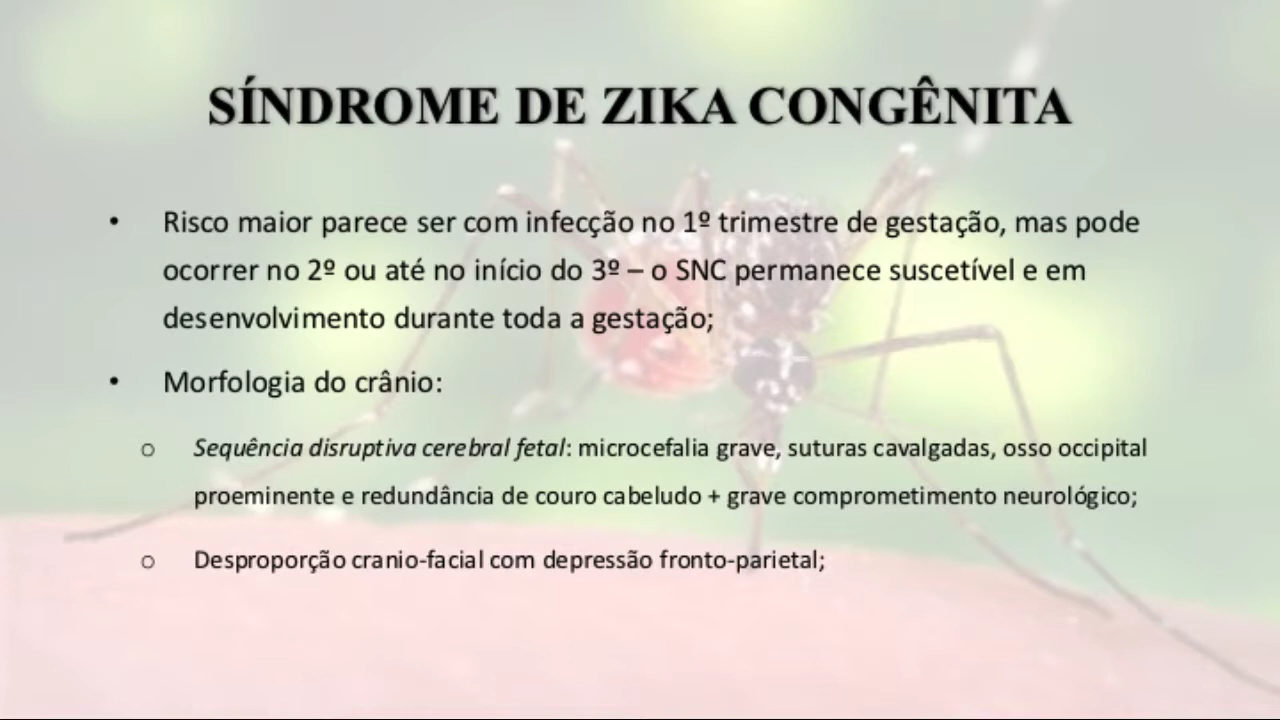 SÍNDROME DE ZIKA CONGÊNITA
• Risco maior parece ser com infecção no 1º trimestre de gestação, mas pode
ocorrer no 2º ou até no início do 3º – o SNC permanece suscetível e em
desenvolvimento durante toda a gestação;
• Morfologia do crânio:
o Sequência disruptiva cerebral fetal: microcefalia grave, suturas cavalgadas, osso occipital
proeminente e redundância de couro cabeludo + grave comprometimento neurológico;
o Desproporção cranio-facial com depressão fronto-parietal;